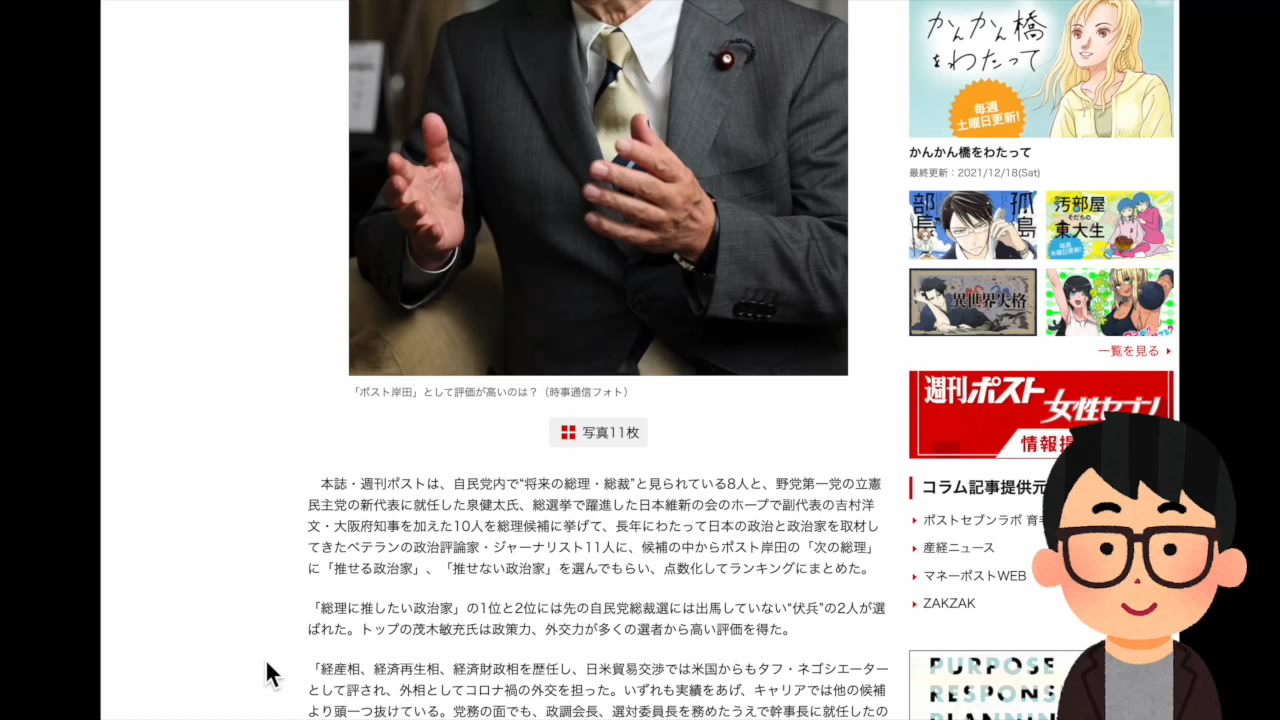 「ポスト岸田」として評価が高いのは？（時事通信フォト）
写真11枚
本誌・週刊ポストは、自民党内で“将来の総理・総裁”と見られている8人と、野党第一党の立憲
民主党の新代表に就任した泉健太氏、総選挙で躍進した日本維新の会のホープで副代表の吉村洋
文・大阪府知事を加えた10人を総理候補に挙げて、長年にわたって日本の政治と政治家を取材し
てきたベテランの政治評論家・ジャーナリスト11人に、候補の中からポスト岸田の「次の総理」
に「推せる政治家」、「推せない政治家」を選んでもらい、点数化してランキングにまとめた。
「総理に推したい政治家」の1位と2位には先の自民党総裁選には出馬していない“伏兵”の2人が選
ばれた。トップの茂木敏充氏は政策力、外交力が多くの選者から高い評価を得た。
「経産相、経済再生相、経済財政相を歴任し、日米貿易交渉では米国からもタフ・ネゴシエーター
として評され、外相としてコロナ禍の外交を担った。いずれも実績をあげ、キャリアでは他の候補
より頭一つ抜けている。党務の面でも、政調会長、選対委員長を務めたうえで幹事長に就任したの
かんかん橋
をわたって
毎週
土曜日更新!
かんかん橋をわたって
最終更新：2021/12/18(Sat)
部長
孤島
汚部屋
そだちの
東大生
毎週
木曜日更新!
異世界失格
一覧を見る
週刊ポスト
女性セブン
情報提
コラム記事提供元
ポストセブンラボ 育毛
産経ニュース
マネーポストWEB
ZAKZAK
PURPOSE
RESPONS
PLANNIN